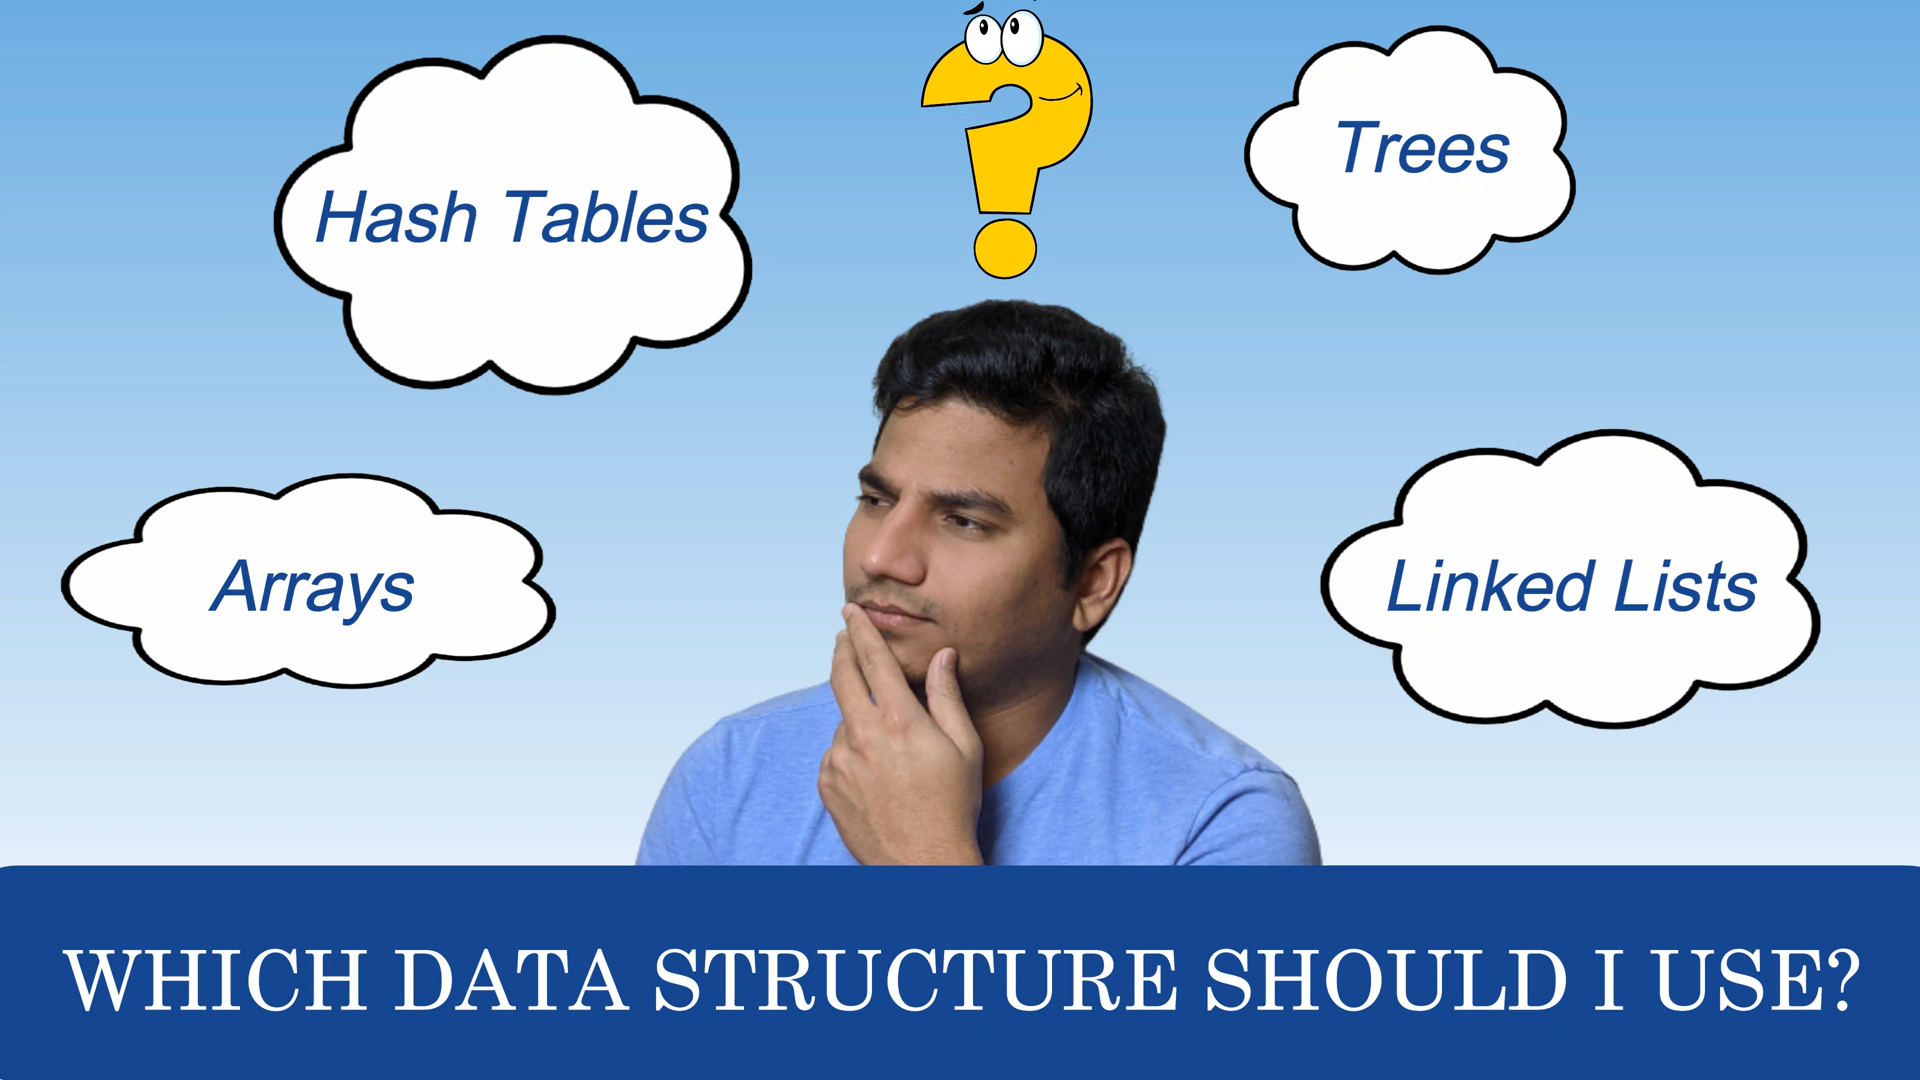 Hash Tables
Trees
Arrays
Linked Lists
WHICH DATA STRUCTURE SHOULD I USE?